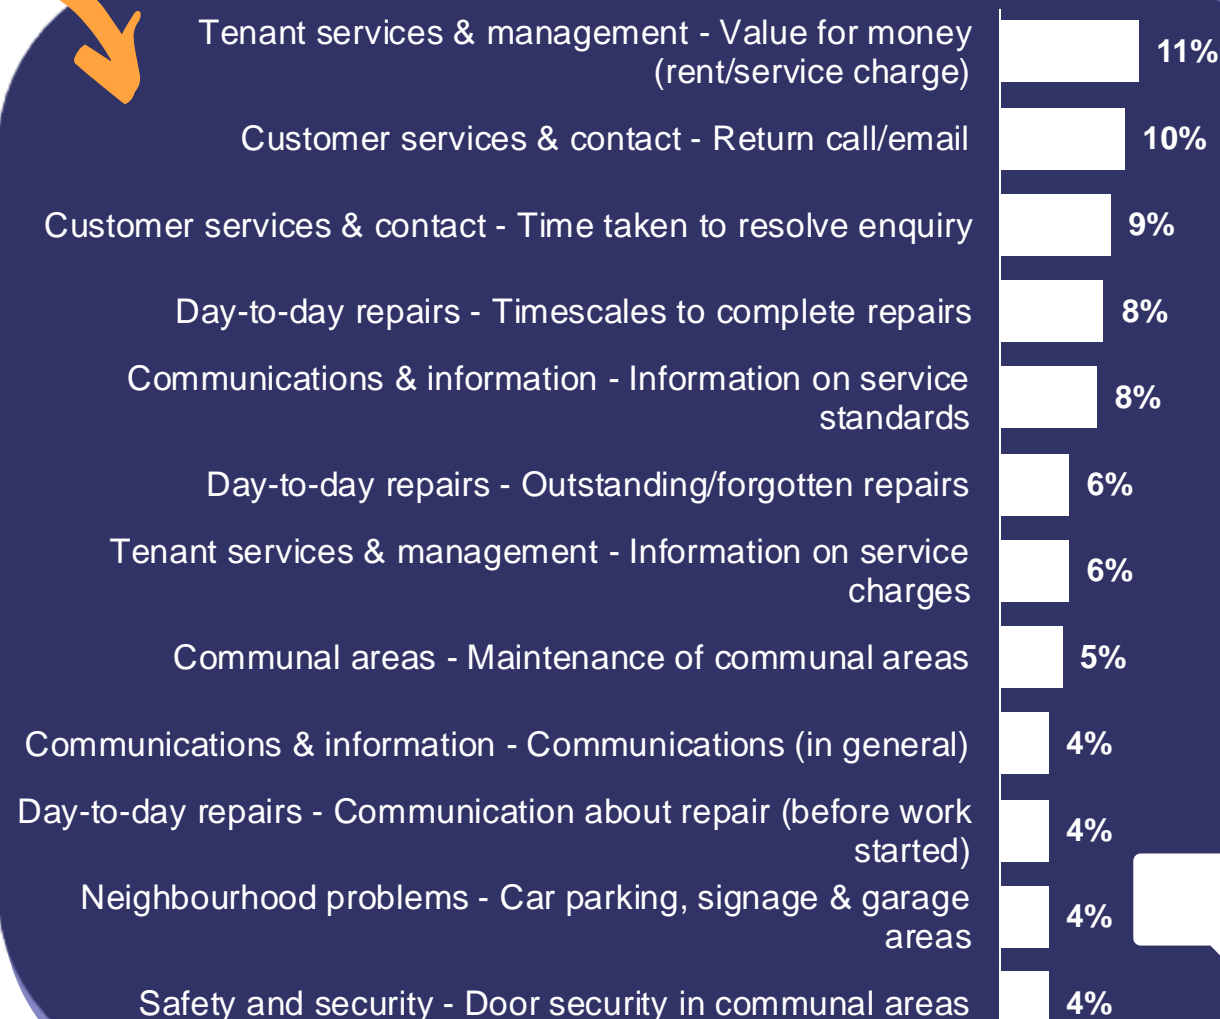 Tenant services & management - Value for money
(rent/service charge)
11%
Customer services & contact - Return call/email
10%
Customer services & contact - Time taken to resolve enquiry
9%
Day-to-day repairs - Timescales to complete repairs
8%
Communications & information - Information on service
standards
8%
Day-to-day repairs - Outstanding/forgotten repairs
6%
Tenant services & management - Information on service
charges
6%
Communal areas - Maintenance of communal areas
5%
Communications & information - Communications (in general)
4%
Day-to-day repairs - Communication about repair (before work
started)
4%
Neighbourhood problems - Car parking, signage & garage
areas
4%
Safety and security - Door security in communal areas
4%